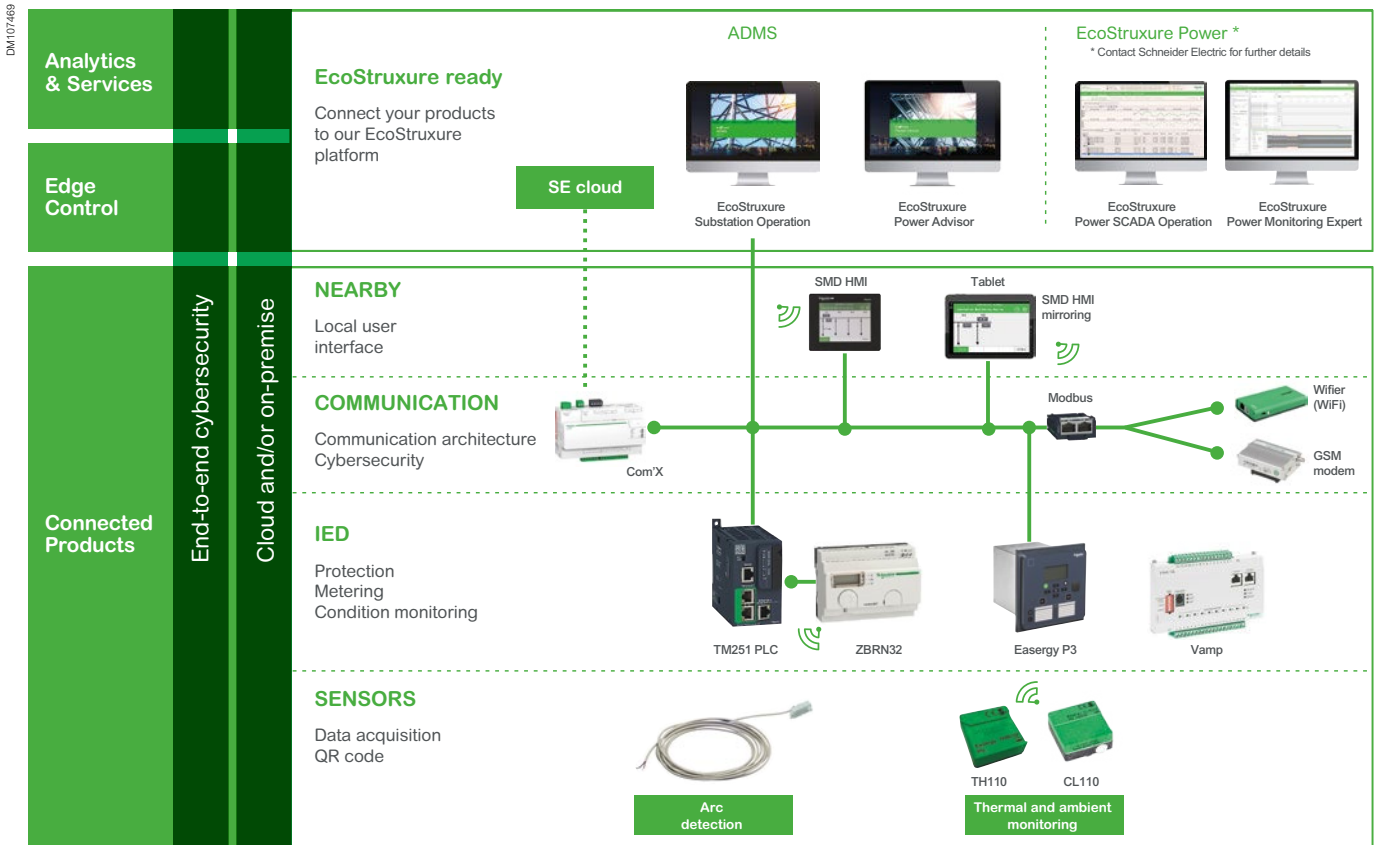 DM107469
Analytics
& Services
Edge
Control
Connected
Products
End-to-end cybersecurity
Cloud and/or on-premise
EcoStruxure ready
Connect your products
to our EcoStruxure
platform
SE cloud
ADMS
EcoStruxure
Substation Operation
EcoStruxure
Power Advisor
EcoStruxure Power *
* Contact Schneider Electric for further details
EcoStruxure
Power SCADA Operation
EcoStruxure
Power Monitoring Expert
NEARBY
Local user
interface
SMD HMI
Tablet
SMD HMI
mirroring
COMMUNICATION
Communication architecture
Cybersecurity
Com'X
Modbus
Wifier
(WiFi)
GSM
modem
IED
Protection
Metering
Condition monitoring
TM251 PLC
ZBRN32
Easergy P3
Vamp
SENSORS
Data acquisition
QR code
Arc
detection
TH110
CL110
Thermal and ambient
monitoring